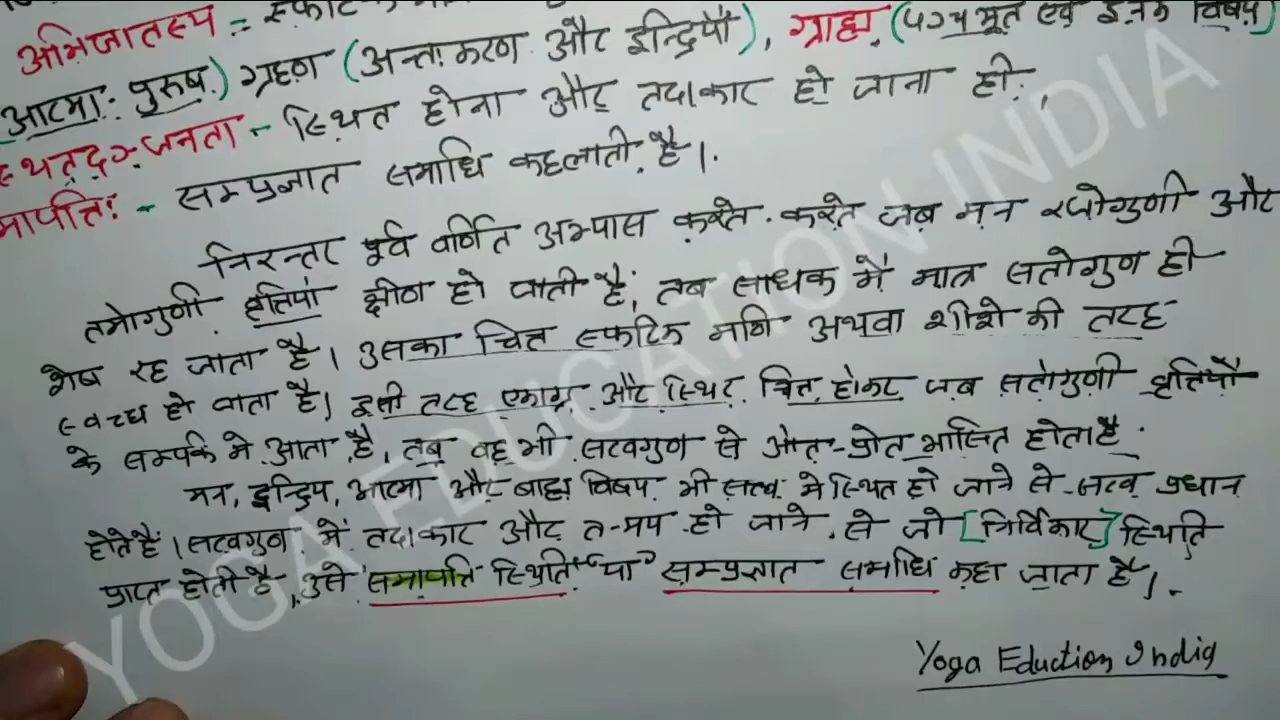 अभिजातस्य :- स्फटिक
आत्मा: पुरुष.) ग्रहण (अन्तःकरण और इन्द्रियाँ), ग्राह्य (पञ्चभूत एवं इनके विषय)
स्थतद्ञ्जनता - स्थित होना और तदाकार हो जाना ही.,
मापत्तिः - सम्प्रज्ञात समाधि कहलाती है।.
निरन्तर पूर्व वर्णित अभ्यास करते-करते जब मन रजोगुणी और
तमोगुणी वृत्तियां क्षीण हो जाती है, तब साधक में मात्र सतोगुण ही
शेष रह जाता है। उसका चित्त स्फटिक मणि अथवा शीशे की तरह
स्वच्छ हो जाता है। इसी तरह एकाग्र और स्थिर चित्त होकर जब सतोगुणी वृत्तियों
के सम्पर्क मे आता है, तब वह भी सत्वगुण से ओत-प्रोत भासित होता है.
मन, इन्द्रिय, आत्मा और बाह्य विषय भी सत्व मे स्थित हो जाने से सत्व प्रधान
होते है। सत्वगुण में तदाकार और तन्मय हो जाने से जो [निर्विकार] स्थिति
प्राप्त होती है, उसे समापत्ति स्थिति "या" सम्प्रज्ञात समाधि कहा जाता है।.
Yoga Eduction India
YOGA EDUCATION INDIA